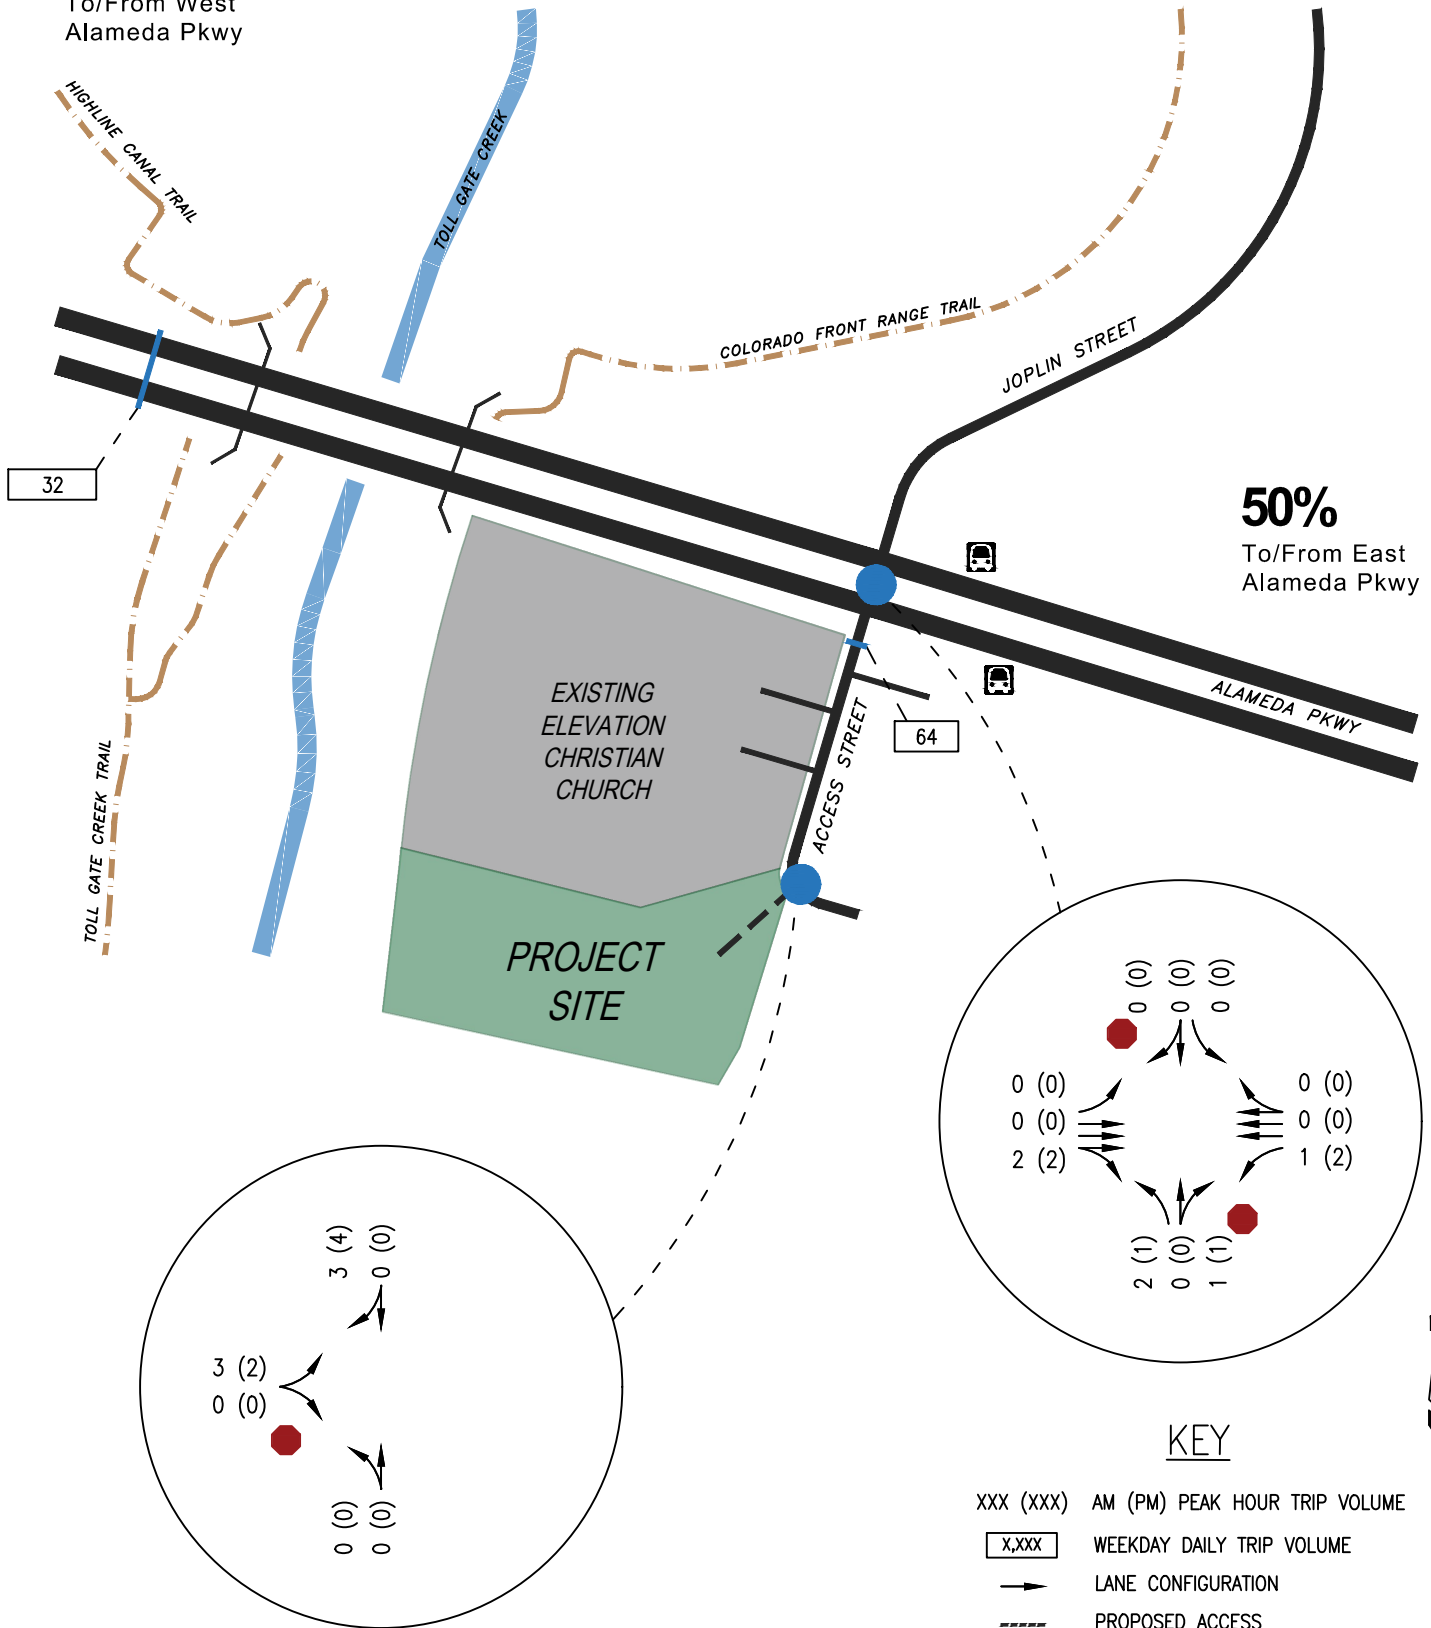 To/From West
Alameda Pkwy
HIGHLINE CANAL TRAIL
TOLL GATE CREEK
COLORADO FRONT RANGE TRAIL
JOPLIN STREET
32
50%
To/From East
Alameda Pkwy
EXISTING
ELEVATION
CHRISTIAN
CHURCH
ACCESS STREET
64
ALAMEDA PKWY
TOLL GATE CREEK TRAIL
PROJECT
SITE
0 (0)
0 (0)
0 (0)
0 (0)
0 (0)
2 (2)
0 (0)
0 (0)
1 (2)
2 (1)
0 (0)
1 (1)
3 (4)
0 (0)
3 (2)
0 (0)
0 (0)
0 (0)
KEY
XXX (XXX) AM (PM) PEAK HOUR TRIP VOLUME
X,XXX WEEKDAY DAILY TRIP VOLUME
LANE CONFIGURATION
PROPOSED ACCESS